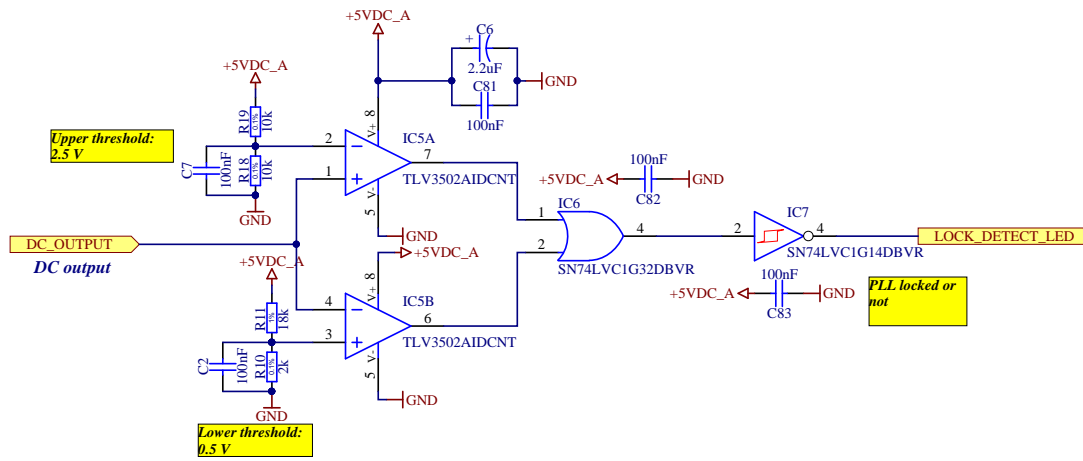 +5VDC_A
C6
+
2.2uF
GND
C81
100nF
+5VDC_A
Upper threshold:
2.5 V
R19
0.1%
10k
C7
100nF
R18
0.1%
10k
GND
8
V+
2
1
IC5A
7
TLV3502AIDCNT
V-
5
GND
DC_OUTPUT
DC output
+5VDC_A
+5VDC_A
R11
1%
18k
C2
100nF
R10
0.1%
2k
GND
Lower threshold:
0.5 V
8
V+
4
3
IC5B
6
TLV3502AIDCNT
V-
5
GND
100nF
+5VDC_A
GND
C82
IC6
1
2
4
SN74LVC1G32DBVR
IC7
2
4
SN74LVC1G14DBVR
LOCK_DETECT_LED
100nF
+5VDC_A
GND
C83
PLL locked or
not